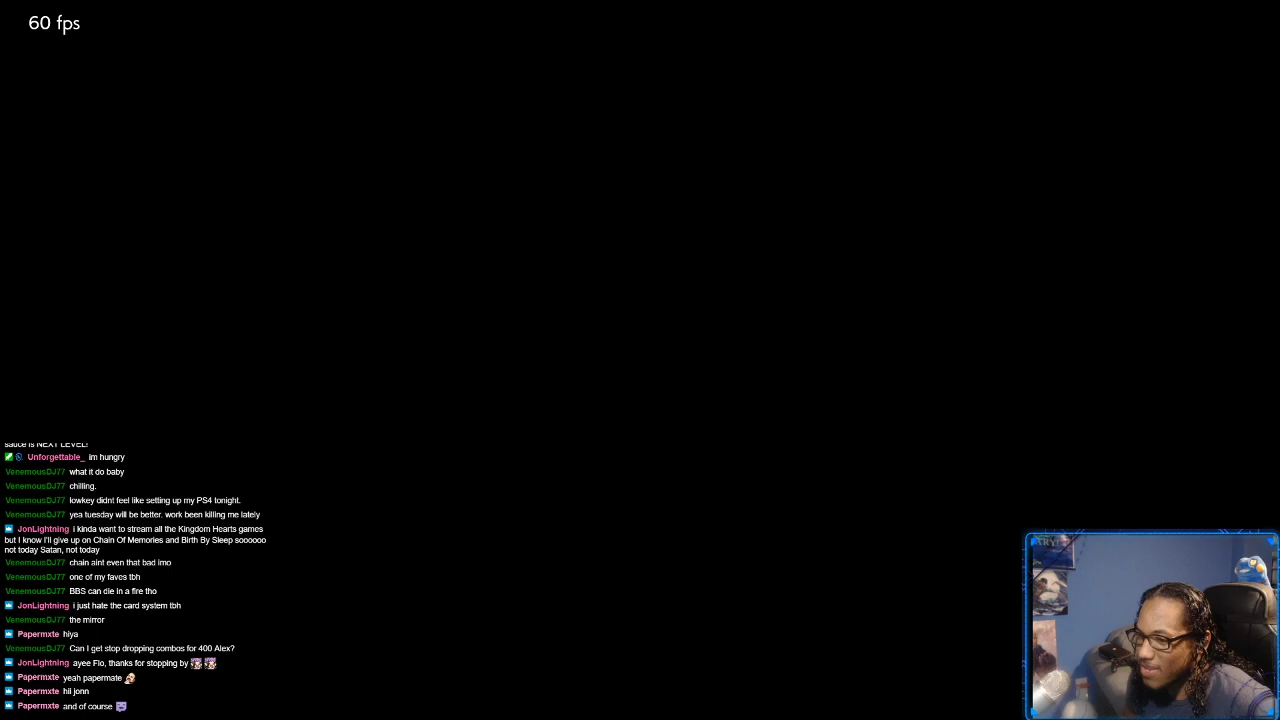 60 fps
sauce is NEXT LEVEL!
Unforgettable_ im hungry
VenemousDJ77 what it do baby
VenemousDJ77 chilling.
VenemousDJ77 lowkey didnt feel like setting up my PS4 tonight.
VenemousDJ77 yea tuesday will be better. work been killing me lately
JonLightning i kinda want to stream all the Kingdom Hearts games
but I know I'll give up on Chain Of Memories and Birth By Sleep soooooo
not today Satan, not today
VenemousDJ77 chain aint even that bad imo
VenemousDJ77 one of my faves tbh
VenemousDJ77 BBS can die in a fire tho
JonLightning i just hate the card system tbh
VenemousDJ77 the mirror
Papermxte hiya
VenemousDJ77 Can I get stop dropping combos for 400 Alex?
JonLightning ayee Flo, thanks for stopping by
Papermxte yeah papermate
Papermxte hil jonn
Papermxte and of course